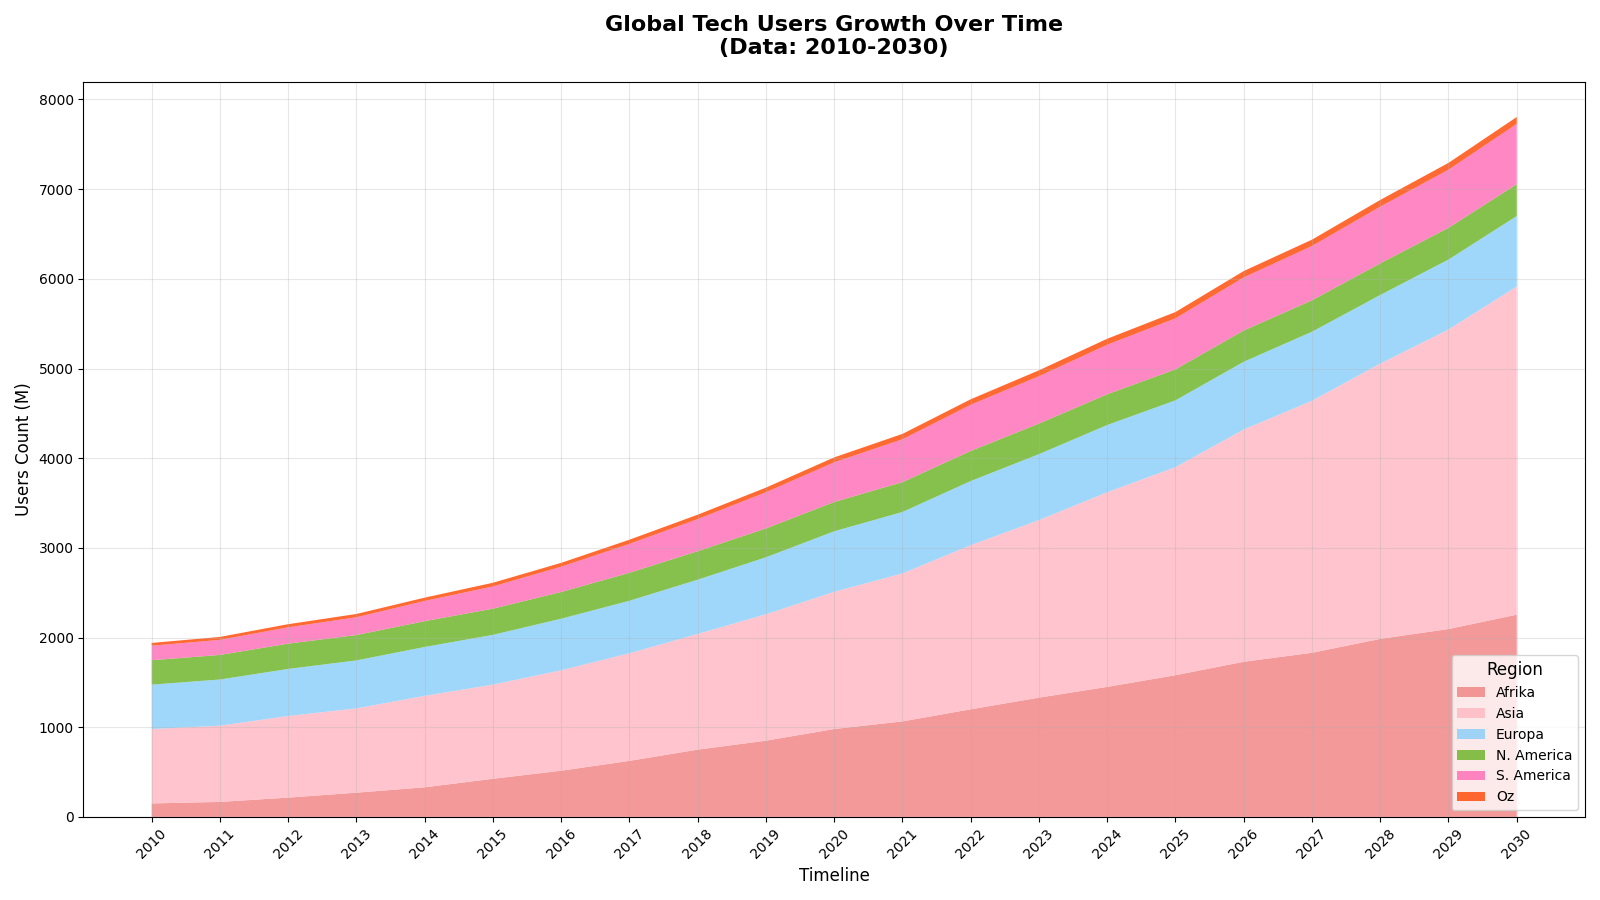 Global Tech Users Growth Over Time
(Data: 2010-2030)
Users Count (M)
8000
7000
6000
5000
4000
3000
2000
1000
0
2010
2011
2012
2013
2014
2015
2016
2017
2018
2019
2020
2021
2022
2023
2024
2025
2026
2027
2028
2029
2030
Timeline
Region
Afrika
Asia
Europa
N. America
S. America
Oz